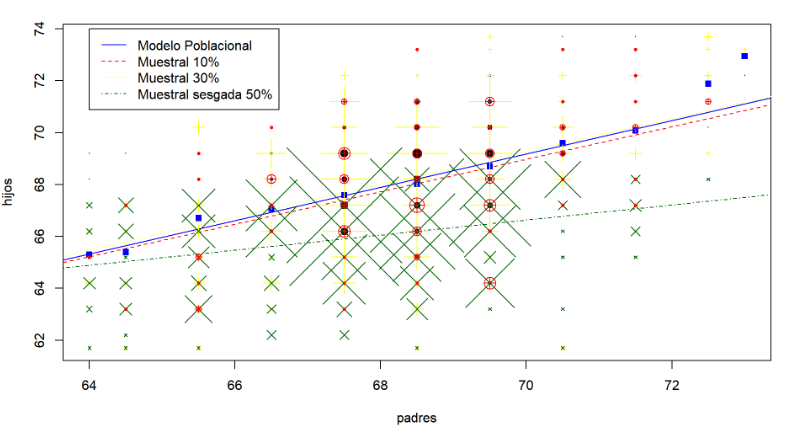 Modelo Poblacional
Muestral 10%
Muestral 30%
Muestral sesgada 50%
74
72
70
68
66
64
62
hijos
64 66 68 70 72
padres